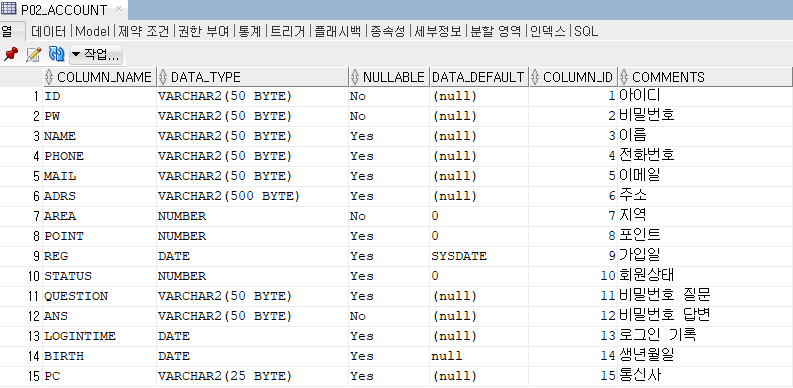 P02_ACCOUNT
열 데이터 Model 제약 조건 권한 부여 통계 트리거 플래시백 종속성 세부정보 분할 영역 인덱스 SQL
작업...
COLUMN_NAME DATA_TYPE NULLABLE DATA_DEFAULT COLUMN_ID COMMENTS
1 ID VARCHAR2(50 BYTE) No (null) 1 아이디
2 PW VARCHAR2(50 BYTE) No (null) 2 비밀번호
3 NAME VARCHAR2(50 BYTE) Yes (null) 3 이름
4 PHONE VARCHAR2(50 BYTE) Yes (null) 4 전화번호
5 MAIL VARCHAR2(50 BYTE) Yes (null) 5 이메일
6 ADRS VARCHAR2(500 BYTE) Yes (null) 6 주소
7 AREA NUMBER No 0 7 지역
8 POINT NUMBER Yes 0 8 포인트
9 REG DATE Yes SYSDATE 9 가입일
10 STATUS NUMBER Yes 0 10 회원상태
11 QUESTION VARCHAR2(50 BYTE) Yes (null) 11 비밀번호 질문
12 ANS VARCHAR2(50 BYTE) No (null) 12 비밀번호 답변
13 LOGINTIME DATE Yes (null) 13 로그인 기록
14 BIRTH DATE Yes null 14 생년월일
15 PC VARCHAR2(25 BYTE) Yes (null) 15 통신사